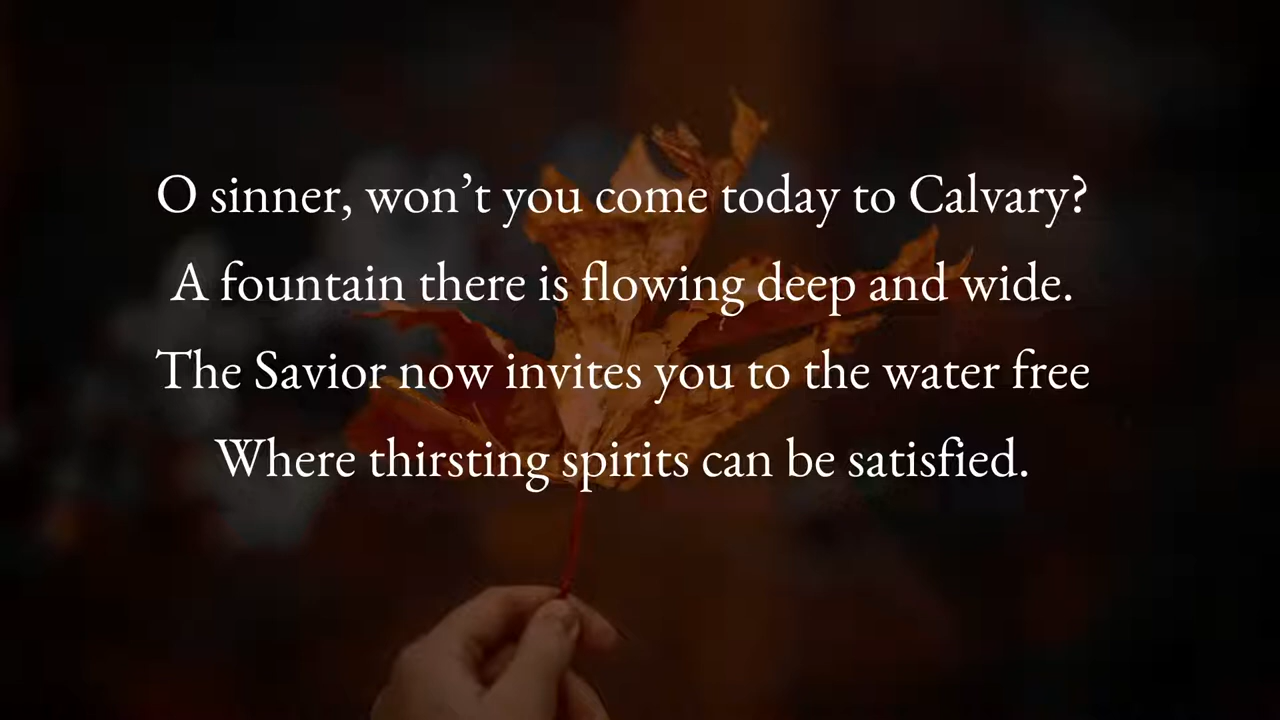 O sinner, won’t you come today to Calvary?
A fountain there is flowing deep and wide.
The Savior now invites you to the water free
Where thirsting spirits can be satisfied.